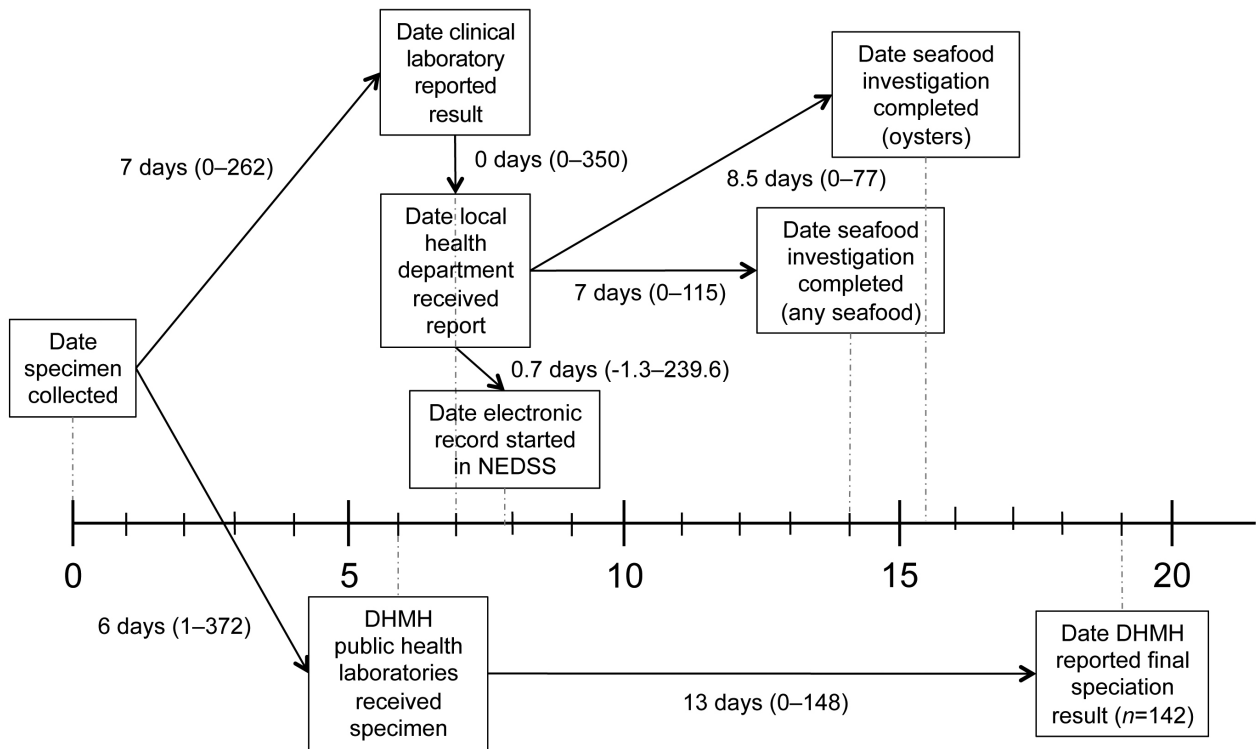 Date clinical
laboratory
reported
result
Date seafood
investigation
completed
(oysters)
7 days (0–262)
0 days (0–350)
8.5 days (0–77)
Date local
health
department
received
report
Date seafood
investigation
completed
(any seafood)
7 days (0–115)
Date
specimen
collected
0.7 days (-1.3–239.6)
Date electronic
record started
in NEDSS
0 5 10 15 20
6 days (1–372)
DHMH
public health
laboratories
received
specimen
13 days (0–148)
Date DHMH
reported final
speciation
result (n=142)